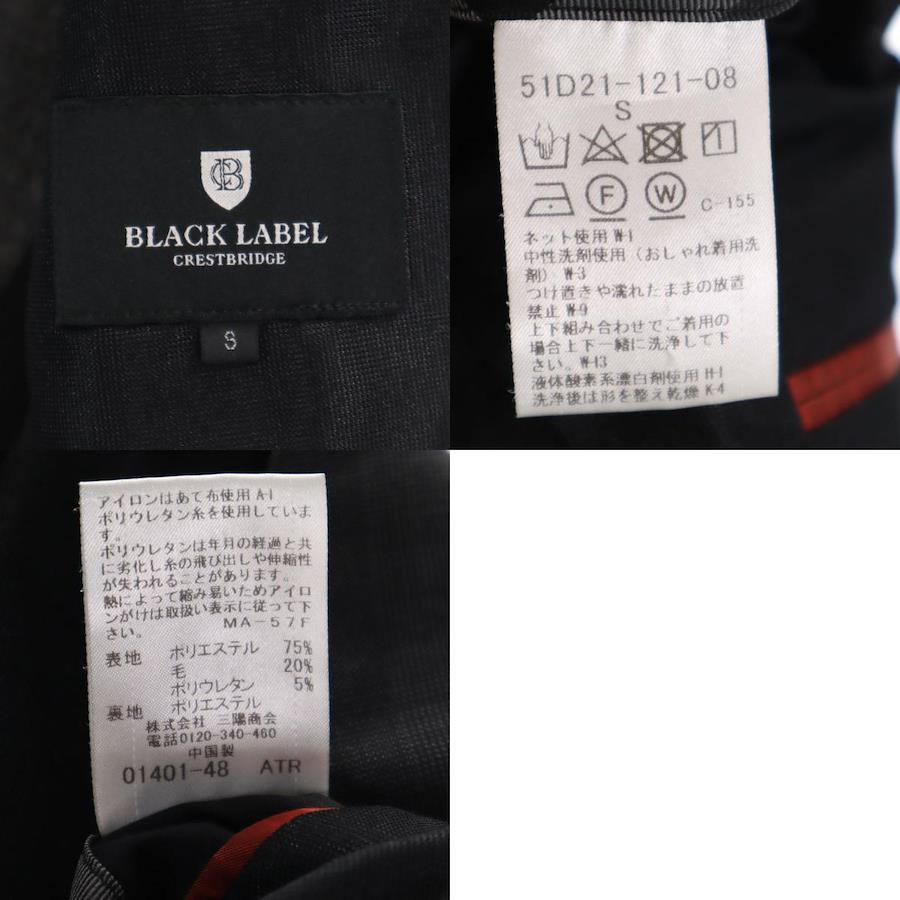 CB
BLACK LABEL
CRESTBRIDGE
S
51D21-121-08
S
F
W
C-155
ネット使用 W-1
中性洗剤使用（おしゃれ着用洗
剤）W-3
つけ置きや濡れたままの放置
禁止 W-9
上下組み合わせでご着用の
場合上下一緒に洗浄して下
さい。W-13
液体酸素系漂白剤使用 H-1
洗浄後は形を整え乾燥 K-4
アイロンはあて布使用 A-1
ポリウレタン糸を使用していま
す。
ポリウレタンは年月の経過と共
に劣化し糸の飛び出しや伸縮性
が失われることがあります。
熱によって縮み易いためアイロ
ンがけは取扱い表示に従って下
さい。 MA-57F
表地 ポリエステル 75%
毛 20%
ポリウレタン 5%
裏地 ポリエステル
株式会社 三陽商会
電話0120-340-460
中国製
01401-48 ATR